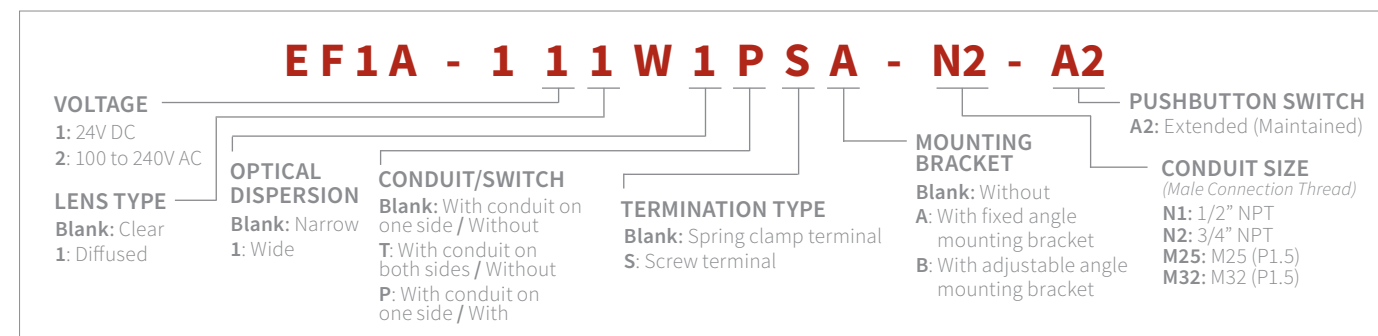 EF1A - 1 1 1 W 1 P S A - N2 - A2
VOLTAGE
1: 24V DC
2: 100 to 240V AC
LENS TYPE
Blank: Clear
1: Diffused
OPTICAL
DISPERSION
Blank: Narrow
1: Wide
CONDUIT/SWITCH
Blank: With conduit on
one side / Without
T: With conduit on
both sides / Without
P: With conduit on
one side / With
TERMINATION TYPE
Blank: Spring clamp terminal
S: Screw terminal
MOUNTING
BRACKET
Blank: Without
A: With fixed angle
mounting bracket
B: With adjustable angle
mounting bracket
PUSHBUTTON SWITCH
A2: Extended (Maintained)
CONDUIT SIZE
(Male Connection Thread)
N1: 1/2” NPT
N2: 3/4” NPT
M25: M25 (P1.5)
M32: M32 (P1.5)